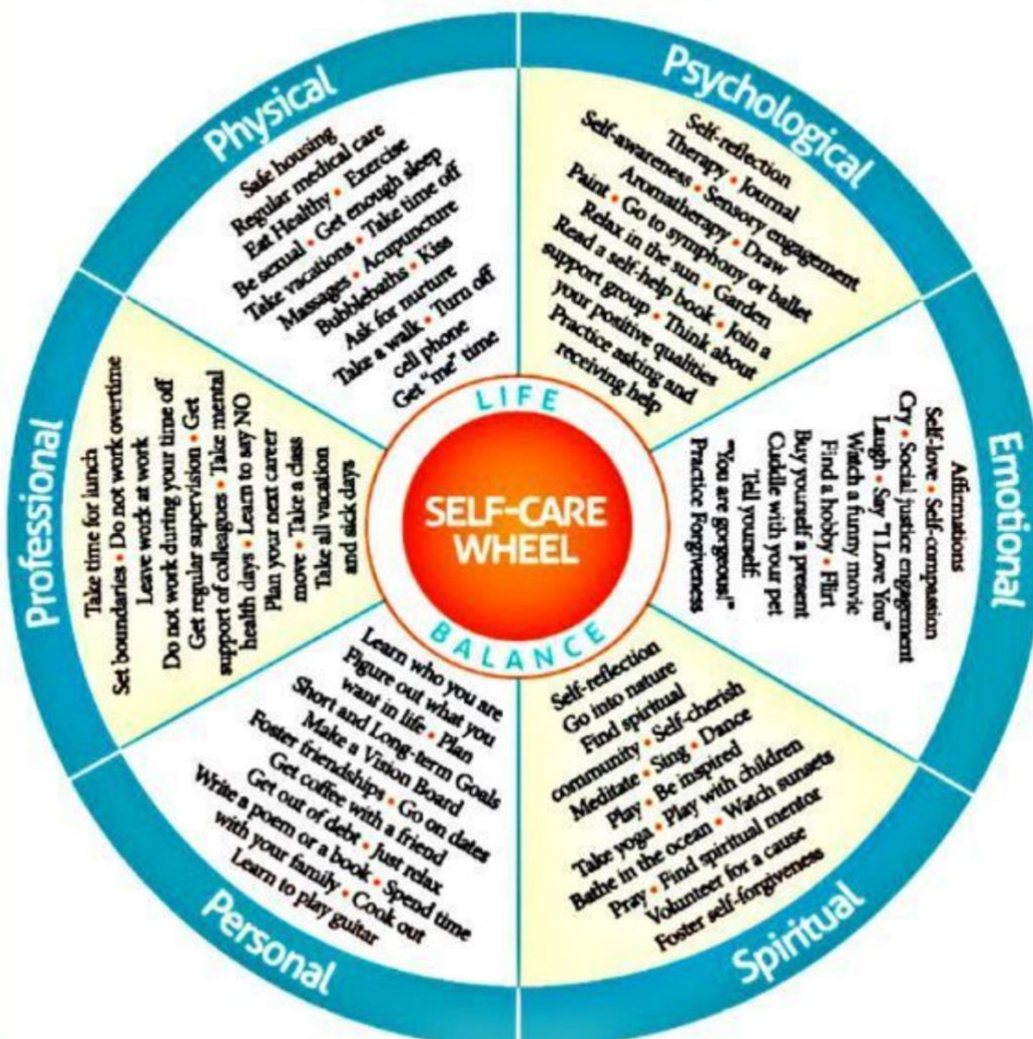 Physical
Safe housing
Regular medical care
Eat Healthy • Exercise
Be sexual • Get enough sleep
Take vacations • Take time off
Massages • Acupuncture
Bubblebaths • Kiss
Ask for nurture
Take a walk • Turn off
cell phone
Get "me" time
Psychological
Self-reflection
Therapy • Journal
Self-awareness • Sensory engagement
Aromatherapy • Draw
Paint • Go to symphony or ballet
Relax in the sun • Garden
Read a self-help book • Join a
support group • Think about
your positive qualities
Practice asking and
receiving help
Emotional
Affirmations
Self-love • Self-compassion
Cry • Social justice engagement
Laugh • Say "I Love You"
Watch a funny movie
Find a hobby • Flirt
Buy yourself a present
Cuddle with your pet
Tell yourself:
"You are gorgeous!"
Practice Forgiveness
Spiritual
Self-reflection
Go into nature
Find spiritual
community • Self-cherish
Meditate • Sing • Dance
Play • Be inspired
Take yoga • Play with children
Bathe in the ocean • Watch sunsets
Pray • Find spiritual mentor
Volunteer for a cause
Foster self-forgiveness
Personal
Learn who you are
Figure out what you
want in life • Plan
Short and Long-term Goals
Make a Vision Board
Foster friendships • Go on dates
Get coffee with a friend
Get out of debt • Just relax
Write a poem or a book • Spend time
with your family • Cook out
Learn to play guitar
Professional
Take time for lunch
Set boundaries • Do not work overtime
Leave work at work
Do not work during your time off
Get regular supervision • Get
support of colleagues • Take mental
health days • Learn to say NO
Plan your next career
move • Take a class
Take all vacation
and sick days
LIFE
SELF-CARE
WHEEL
BALANCE